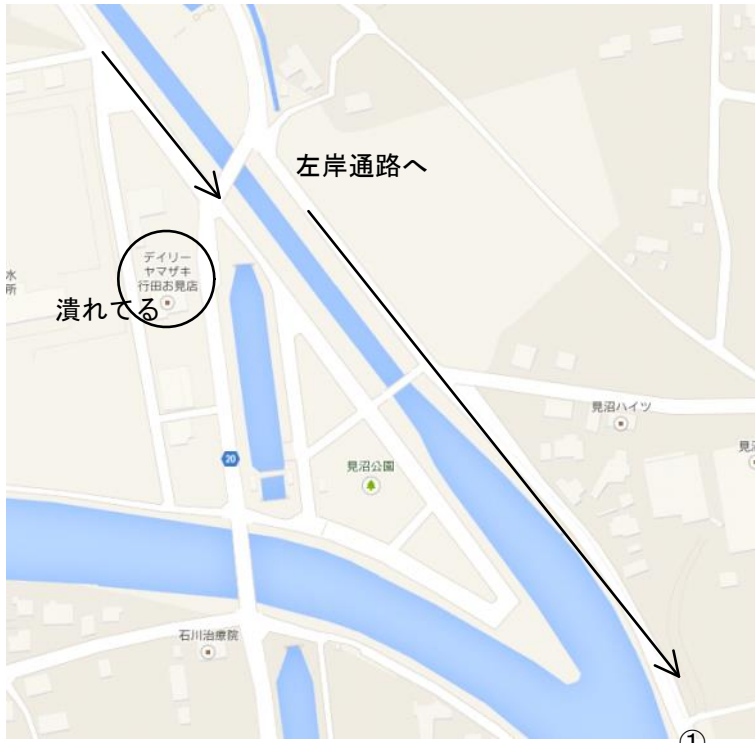 左岸通路へ
デイリー
ヤマザキ
行田お見店
潰れてる
水
所
見沼ハイツ
見沼公園
20
石川治療院
①